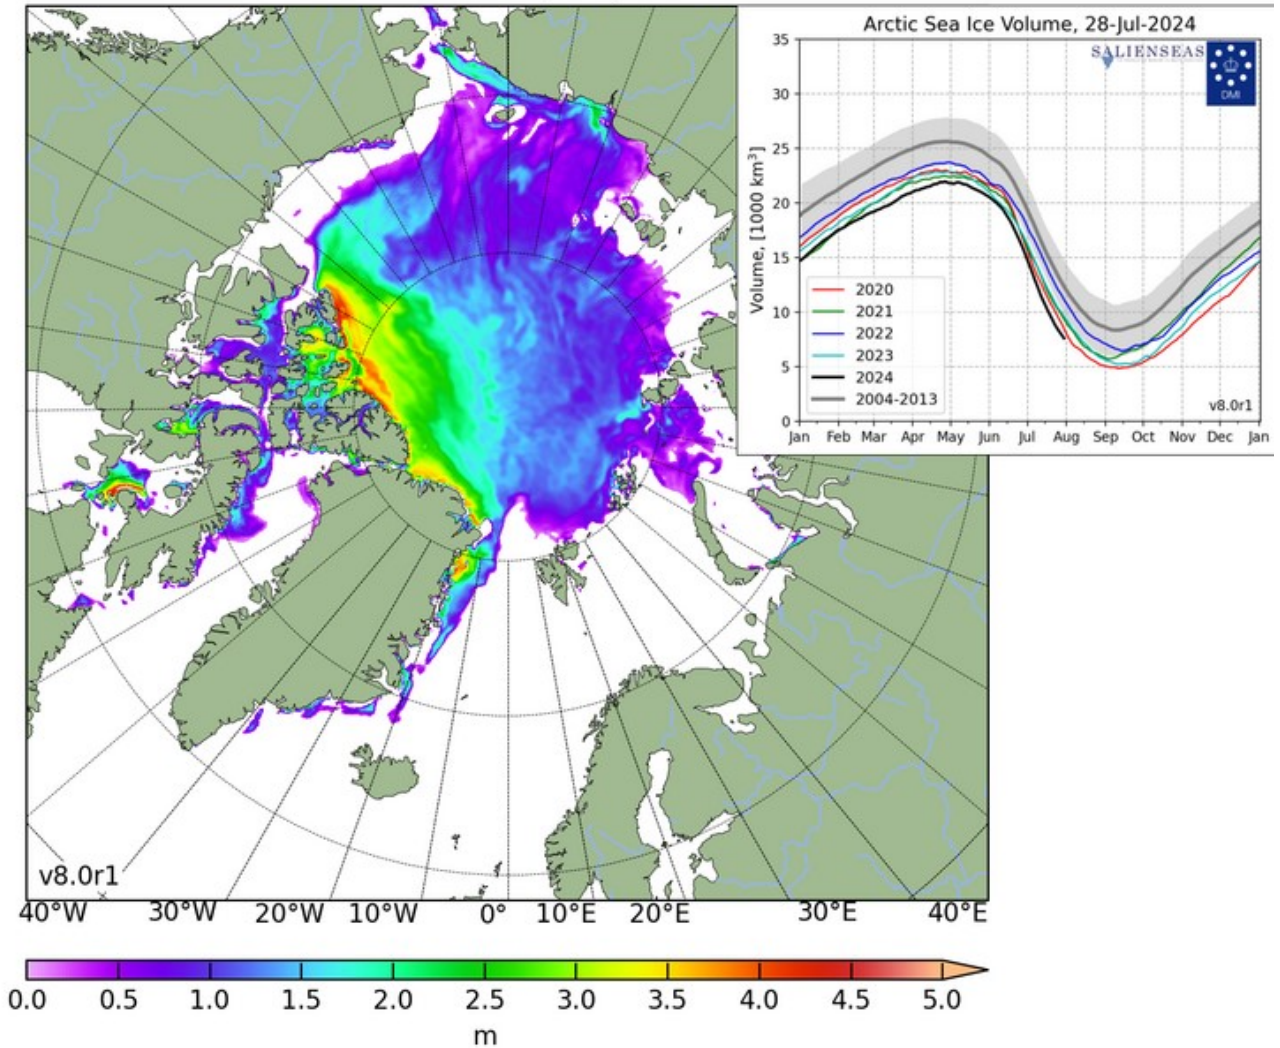 Arctic Sea Ice Volume, 28-Jul-2024
SALIENSEAS
DMI
Volume, [1000 km³]
35
30
25
20
15
10
5
0
2020
2021
2022
2023
2024
2004-2013
v8.0r1
Jan Feb Mar Apr May Jun Jul Aug Sep Oct Nov Dec Jan
v8.0r1
40°W 30°W 20°W 10°W 0° 10°E 20°E 30°E 40°E
0.0 0.5 1.0 1.5 2.0 2.5 3.0 3.5 4.0 4.5 5.0
m